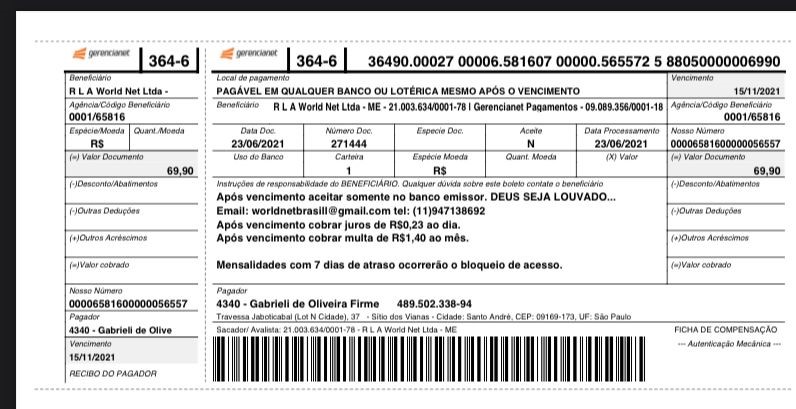 gerencianet 364-6
Beneficiário
R L A World Net Ltda -
Agência/Código Beneficiário
0001/65816
Espécie/Moeda Quant./Moeda
R$
(=) Valor Documento
69,90
(-)Desconto/Abatimentos
(-)Outras Deduções
(+)Outros Acréscimos
(=)Valor cobrado
Nosso Número
00006581600000056557
Pagador
4340 - Gabrieli de Olive
Vencimento
15/11/2021
RECIBO DO PAGADOR
gerencianet 364-6 36490.00027 00006.581607 00000.565572 5 88050000006990
Local de pagamento
PAGÁVEL EM QUALQUER BANCO OU LOTÉRICA MESMO APÓS O VENCIMENTO
Vencimento
15/11/2021
Beneficiário R L A World Net Ltda - ME - 21.003.634/0001-78 | Gerencianet Pagamentos - 09.089.356/0001-18
Agência/Código Beneficiário
0001/65816
Data Doc. Número Doc. Especie Doc. Aceite Data Processamento Nosso Número
23/06/2021 271444 N 23/06/2021 00006581600000056557
Uso do Banco Carteira Espécie Moeda Quant. Moeda (X) Valor (=) Valor Documento
1 R$ 69,90
Instruções de responsabilidade do BENEFICIÁRIO. Qualquer dúvida sobre este boleto contate o beneficiário
Após vencimento aceitar somente no banco emissor. DEUS SEJA LOUVADO...
Email: worldnetbrasill@gmail.com tel: (11)947138692
Após vencimento cobrar juros de R$0,23 ao dia.
Após vencimento cobrar multa de R$1,40 ao mês.
Mensalidades com 7 dias de atraso ocorrerão o bloqueio de acesso.
(-)Desconto/Abatimentos
(-)Outras Deduções
(+)Outros Acréscimos
(=)Valor cobrado
Pagador
4340 - Gabrieli de Oliveira Firme 489.502.338-94
Travessa Jaboticabal (Lot N Cidade), 37 - Sítio dos Vianas - Cidade: Santo André, CEP: 09169-173, UF: São Paulo
Sacador/ Avalista: 21.003.634/0001-78 - R L A World Net Ltda - ME
FICHA DE COMPENSAÇÃO
--- Autenticação Mecânica ---